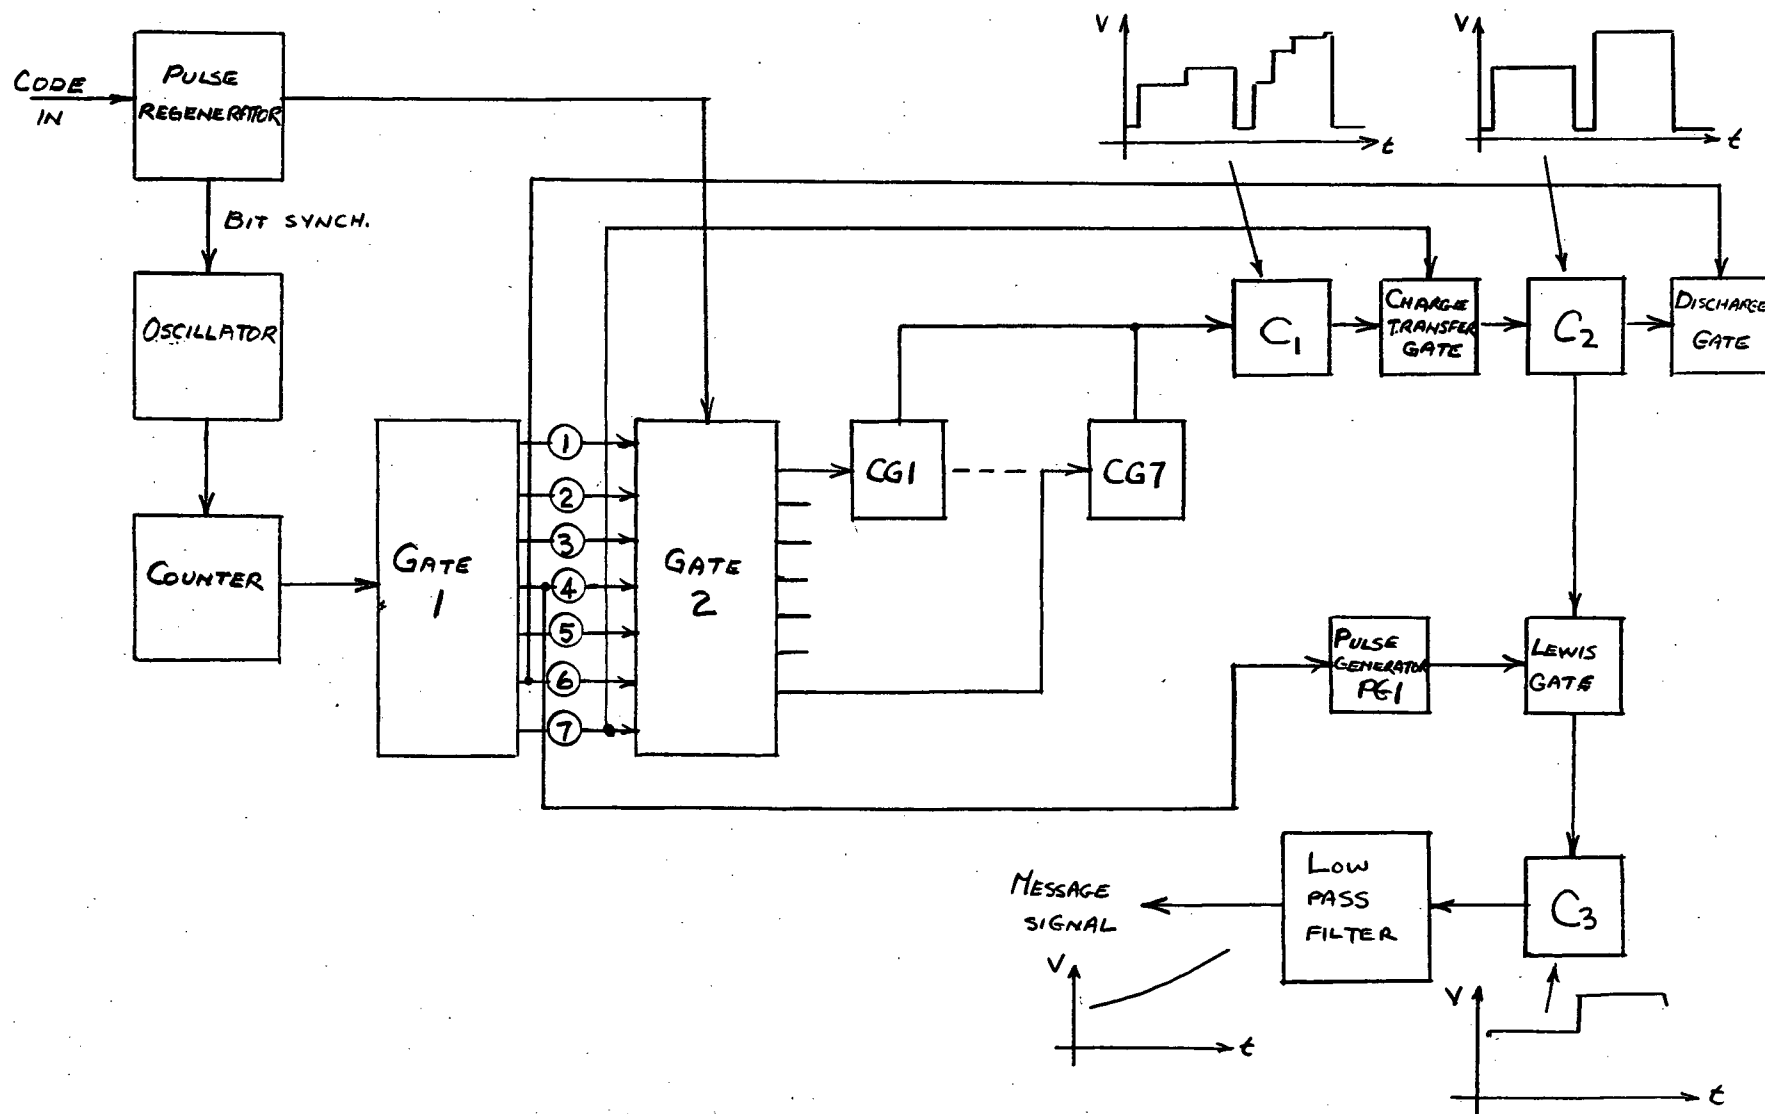 CODE
IN
PULSE
REGENERATOR
BIT SYNCH.
OSCILLATOR
COUNTER
GATE
1
1
2
3
4
5
6
7
GATE
2
CG1
CG7
V
t
V
t
C1
CHARGE
TRANSFER
GATE
C2
DISCHARGE
GATE
PULSE
GENERATOR
PG1
LEWIS
GATE
C3
LOW
PASS
FILTER
MESSAGE
SIGNAL
V
t
V
t